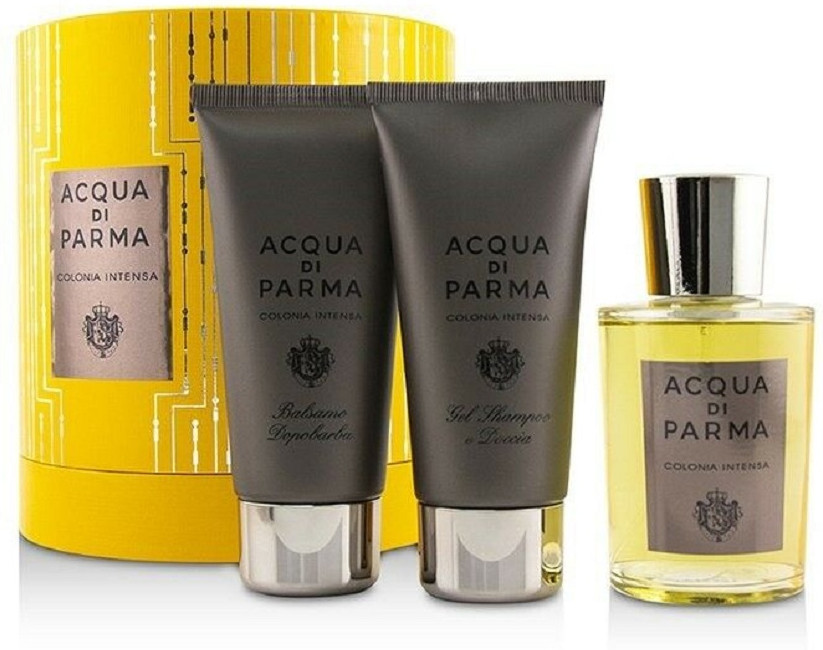 ACQUA
DI
PARMA
COLONIA INTENSA
ACQUA
DI
PARMA
COLONIA INTENSA
Balsamo
Dopobarba
ACQUA
DI
PARMA
COLONIA INTENSA
Gel Shampoo
e Doccia
ACQUA
DI
PARMA
COLONIA INTENSA